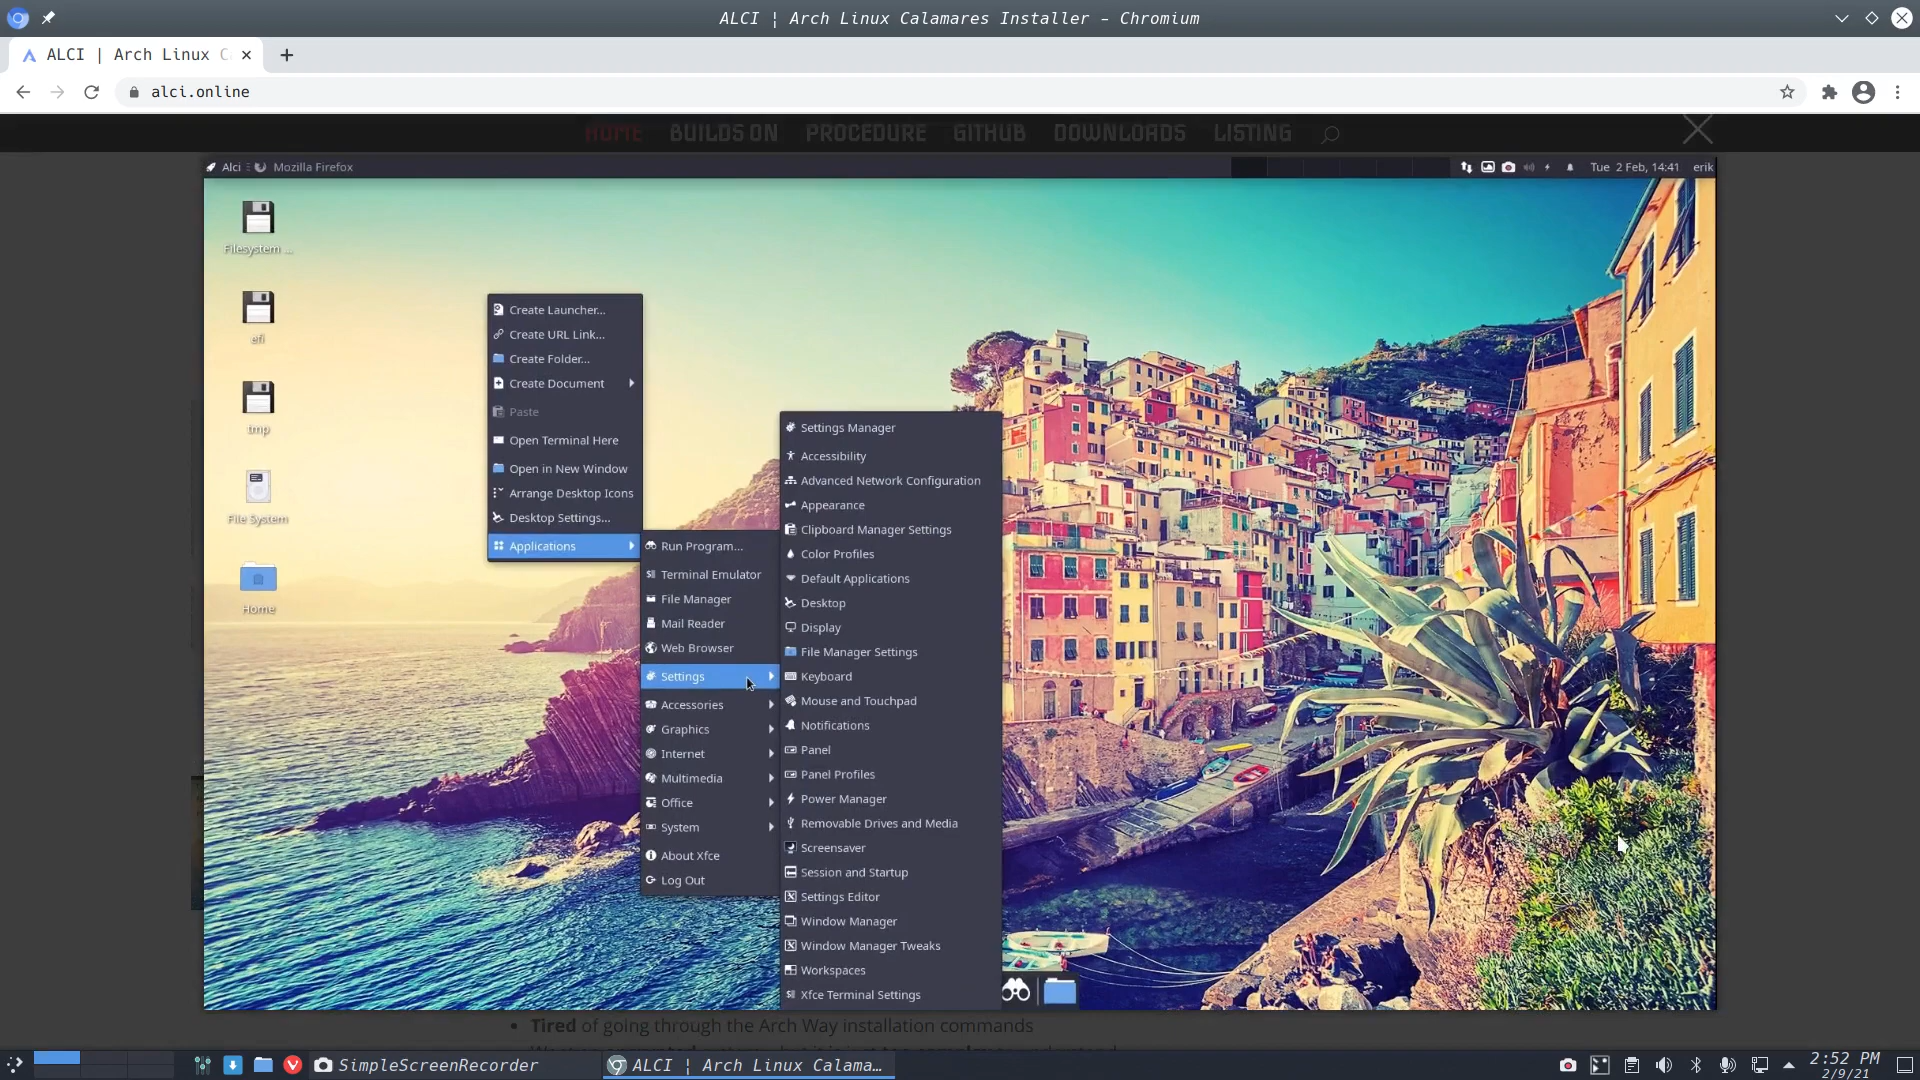 ALCI | Arch Linux Calamares Installer - Chromium
ALCI | Arch Linux C
alci.online
HOME BUILDS ON PROCEDURE GITHUB DOWNLOADS LISTING
Alci Mozilla Firefox
Tue 2 Feb, 14:41 erik
Filesystem ...
efi
tmp
File System
Home
Create Launcher...
Create URL Link...
Create Folder...
Create Document
Paste
Open Terminal Here
Open in New Window
Arrange Desktop Icons
Desktop Settings...
Applications
Run Program...
Terminal Emulator
File Manager
Mail Reader
Web Browser
Settings
Accessories
Graphics
Internet
Multimedia
Office
System
About Xfce
Log Out
Settings Manager
Accessibility
Advanced Network Configuration
Appearance
Clipboard Manager Settings
Color Profiles
Default Applications
Desktop
Display
File Manager Settings
Keyboard
Mouse and Touchpad
Notifications
Panel
Panel Profiles
Power Manager
Removable Drives and Media
Screensaver
Session and Startup
Settings Editor
Window Manager
Window Manager Tweaks
Workspaces
Xfce Terminal Settings
Tired of going through the Arch Way installation commands
SimpleScreenRecorder
ALCI | Arch Linux Calama...
2:52 PM
2/9/21